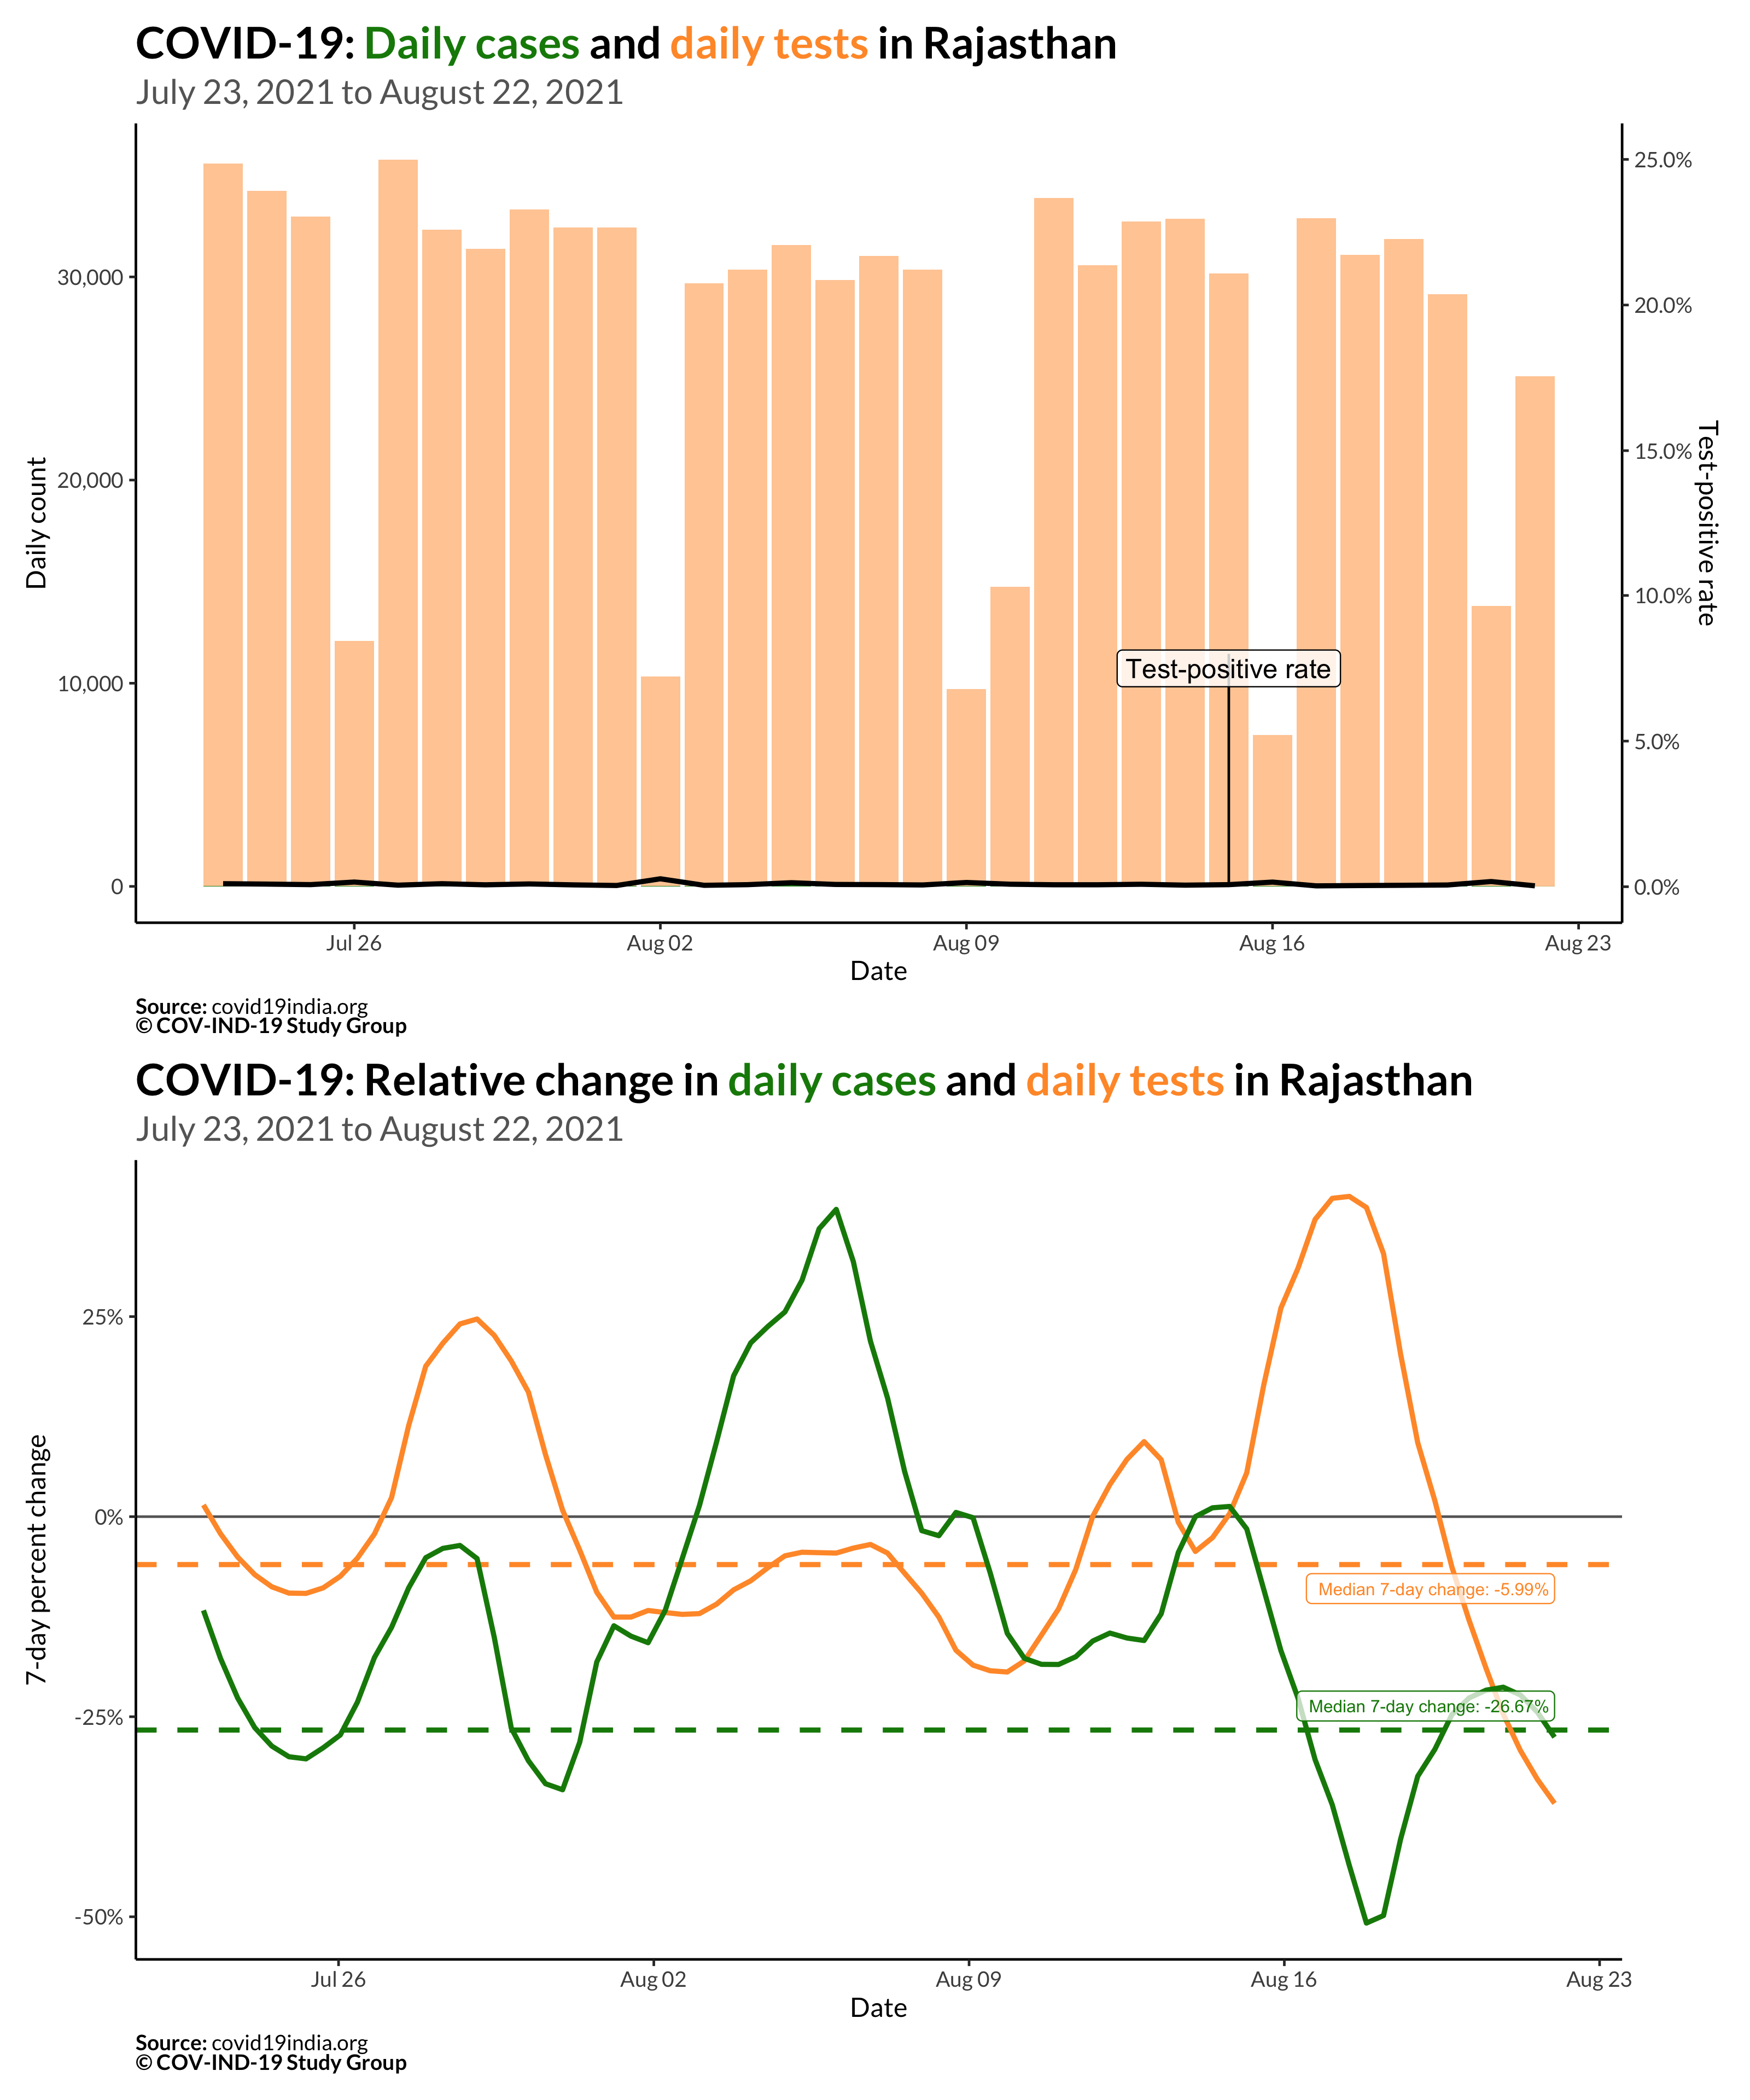 COVID-19: Daily cases and daily tests in Rajasthan
July 23, 2021 to August 22, 2021
Daily count
30,000
20,000
10,000
0
25.0%
20.0%
15.0%
10.0%
5.0%
0.0%
Test-positive rate
Test-positive rate
Jul 26
Aug 02
Aug 09
Aug 16
Aug 23
Date
Source: covid19india.org
© COV-IND-19 Study Group
COVID-19: Relative change in daily cases and daily tests in Rajasthan
July 23, 2021 to August 22, 2021
7-day percent change
25%
0%
-25%
-50%
Median 7-day change: -5.99%
Median 7-day change: -26.67%
Jul 26
Aug 02
Aug 09
Aug 16
Aug 23
Date
Source: covid19india.org
© COV-IND-19 Study Group